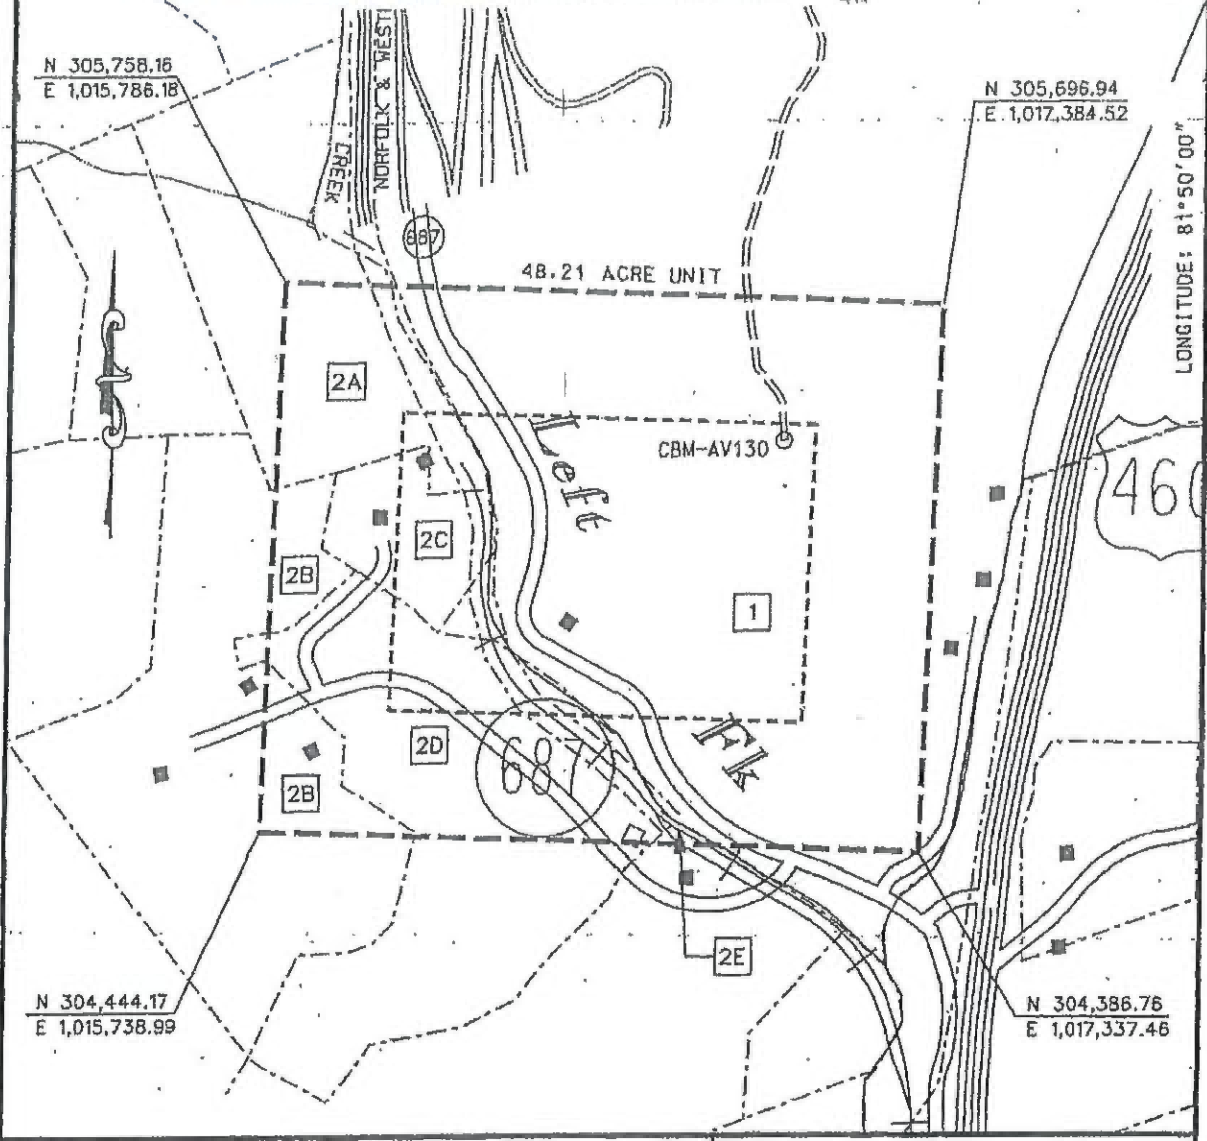 N 305,758.16
E 1,015,786.18
N 305,696.94
E 1,017,384.52
CREEK
NORFOLK & WEST
LONGITUDE: 81°50'00"
687
48.21 ACRE UNIT
2A
Left
CBM-AV130
460
2C
2B
1
2D
687
Fk
2B
2E
N 304,444.17
E 1,015,738.99
N 304,386.76
E 1,017,337.46